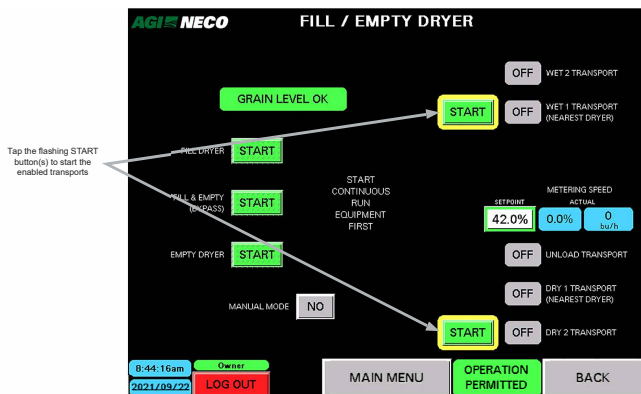 AGI NECO
FILL / EMPTY DRYER
OFF WET 2 TRANSPORT
GRAIN LEVEL OK
START OFF WET 1 TRANSPORT
(NEAREST DRYER)
Tap the flashing START
button(s) to start the
enabled transports
FILL DRYER START
START
CONTINUOUS
RUN
EQUIPMENT
FIRST
FILL & EMPTY
(BYPASS)
START
METERING SPEED
SETPOINT ACTUAL
42.0% 0.0% 0
bu/h
EMPTY DRYER START
OFF UNLOAD TRANSPORT
OFF DRY 1 TRANSPORT
(NEAREST DRYER)
MANUAL MODE NO
START OFF DRY 2 TRANSPORT
8:44:16am Owner
2021/09/22 LOG OUT
MAIN MENU
OPERATION
PERMITTED
BACK